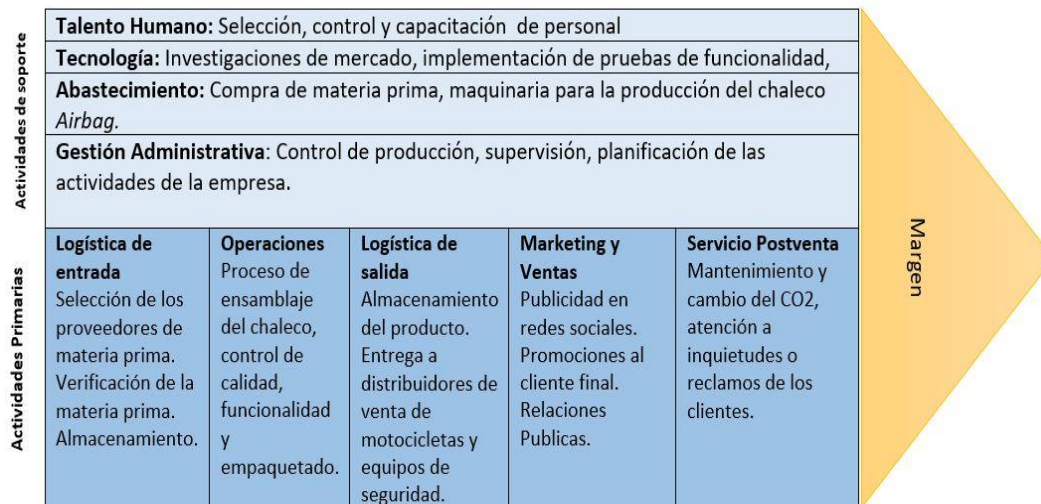 Actividades de soporte
Talento Humano: Selección, control y capacitación de personal
Tecnología: Investigaciones de mercado, implementación de pruebas de funcionalidad,
Abastecimiento: Compra de materia prima, maquinaria para la producción del chaleco
Airbag.
Gestión Administrativa: Control de producción, supervisión, planificación de las
actividades de la empresa.
Actividades Primarias
Logística de
entrada
Selección de los
proveedores de
materia prima.
Verificación de la
materia prima.
Almacenamiento.
Operaciones
Proceso de
ensamblaje
del chaleco,
control de
calidad,
funcionalidad
y
empaquetado.
Logística de
salida
Almacenamiento
del producto.
Entrega a
distribuidores de
venta de
motocicletas y
equipos de
seguridad.
Marketing y
Ventas
Publicidad en
redes sociales.
Promociones al
cliente final.
Relaciones
Publicas.
Servicio Postventa
Mantenimiento y
cambio del CO2,
atención a
inquietudes o
reclamos de los
clientes.
Margen